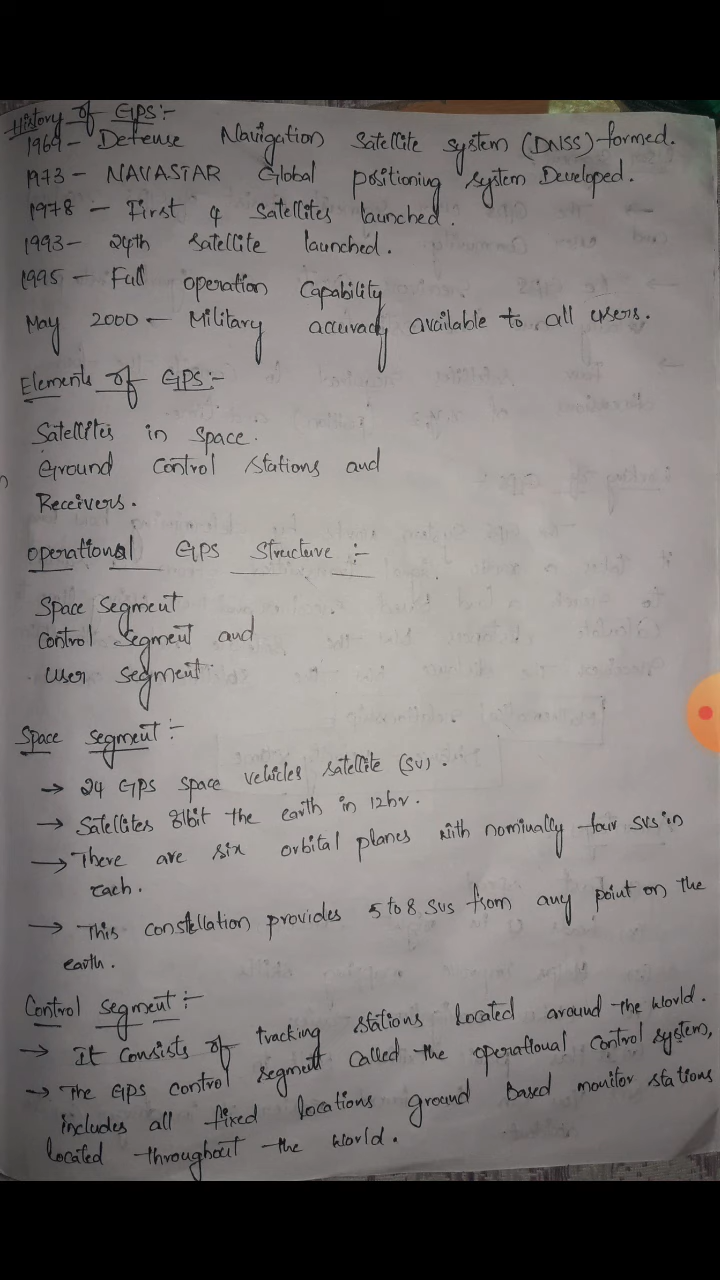 History of GPS:-
1969 - Defense Navigation Satellite system (DNSS) formed.
1973 - NAVASTAR Global positioning system Developed.
1978 - First 4 satellites launched.
1993 - 24th satellite launched.
1995 - Full operation Capability
May 2000 - Military accuracy available to all users.
Elements of GPS:-
Satellites in space.
Ground Control stations and
Receivers.
Operational GPS Structure :-
Space Segment
Control Segment and
User Segment
Space Segment :-
→ 24 GPS space vehicles satellite (SV).
→ Satellites orbit the earth in 12hr.
→ There are six orbital planes with nominally four SVs in
each.
→ This constellation provides 5 to 8 SVs from any point on the
earth.
Control Segment :-
→ It consists of tracking stations located around the world.
→ The GPS control segment called the operational control system,
includes all fixed locations ground based monitor stations
located throughout the world.